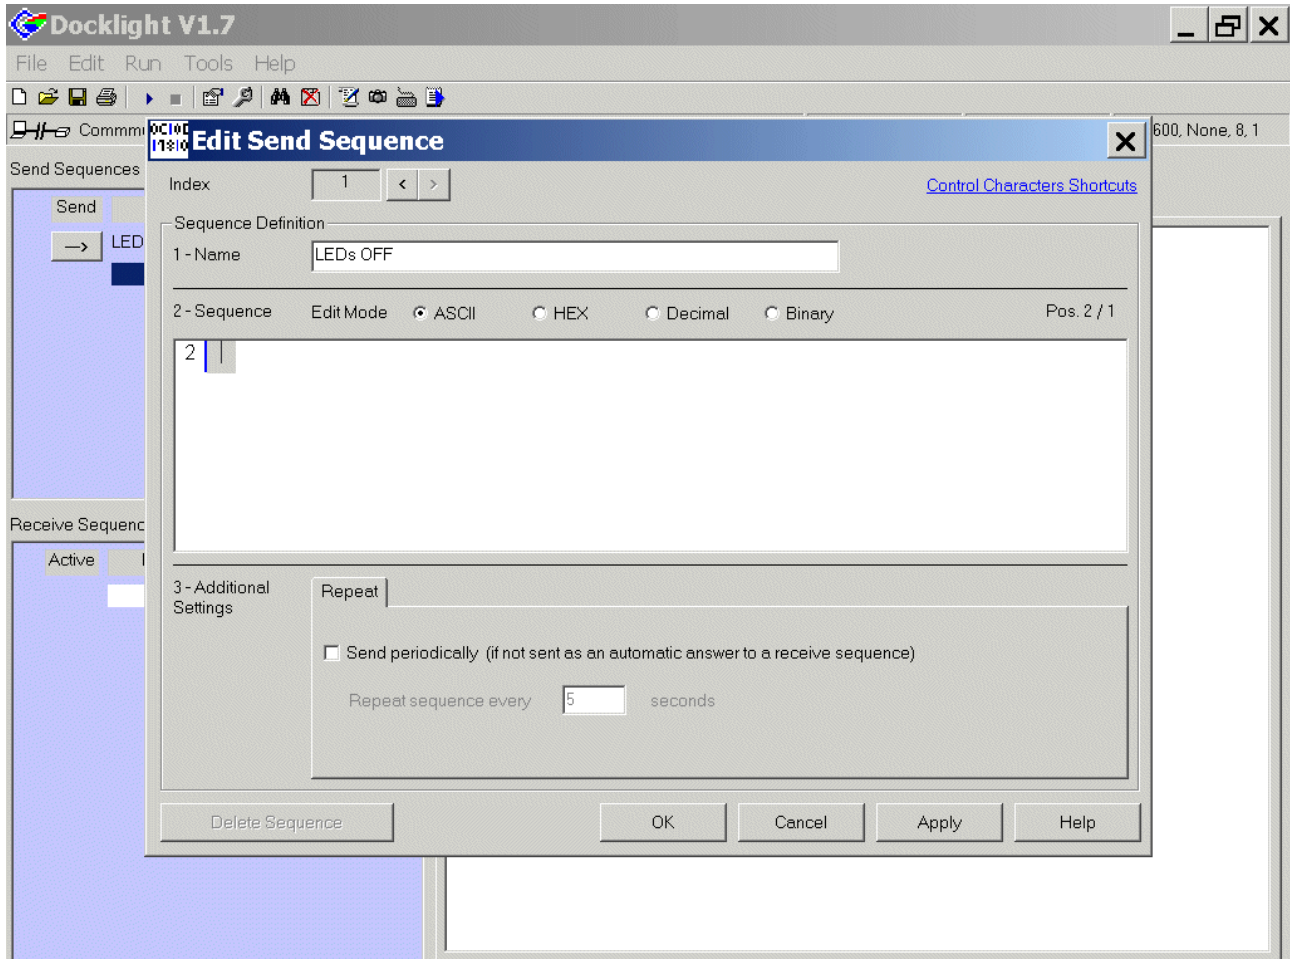 Docklight V1.7
File Edit Run Tools Help
Commmu
600, None, 8, 1
Edit Send Sequence
Send Sequences
Index 1 < >
Control Characters Shortcuts
Send
Sequence Definition
-->
LED
1 - Name LEDs OFF
2 - Sequence Edit Mode ASCII HEX Decimal Binary Pos. 2 / 1
2
Receive Sequenc
Active
3 - Additional Settings
Repeat
Send periodically (if not sent as an automatic answer to a receive sequence)
Repeat sequence every 5 seconds
Delete Sequence OK Cancel Apply Help